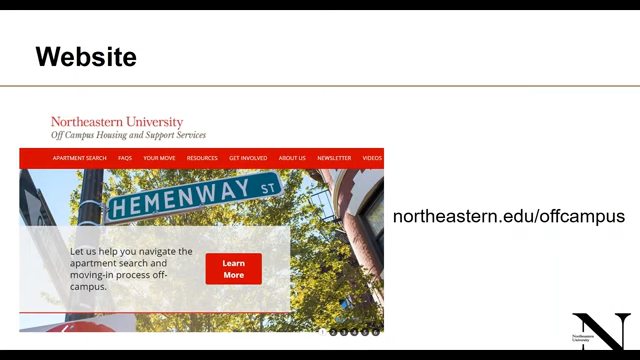 Website
Northeastern University
Off Campus Housing and Support Services
APARTMENT SEARCH FAQS YOUR MOVE RESOURCES GET INVOLVED ABOUT US NEWSLETTER VIDEOS
HEMENWAY ST
Let us help you navigate the
apartment search and
moving-in process off-
campus.
Learn
More
northeastern.edu/offcampus
N
Northeastern
University